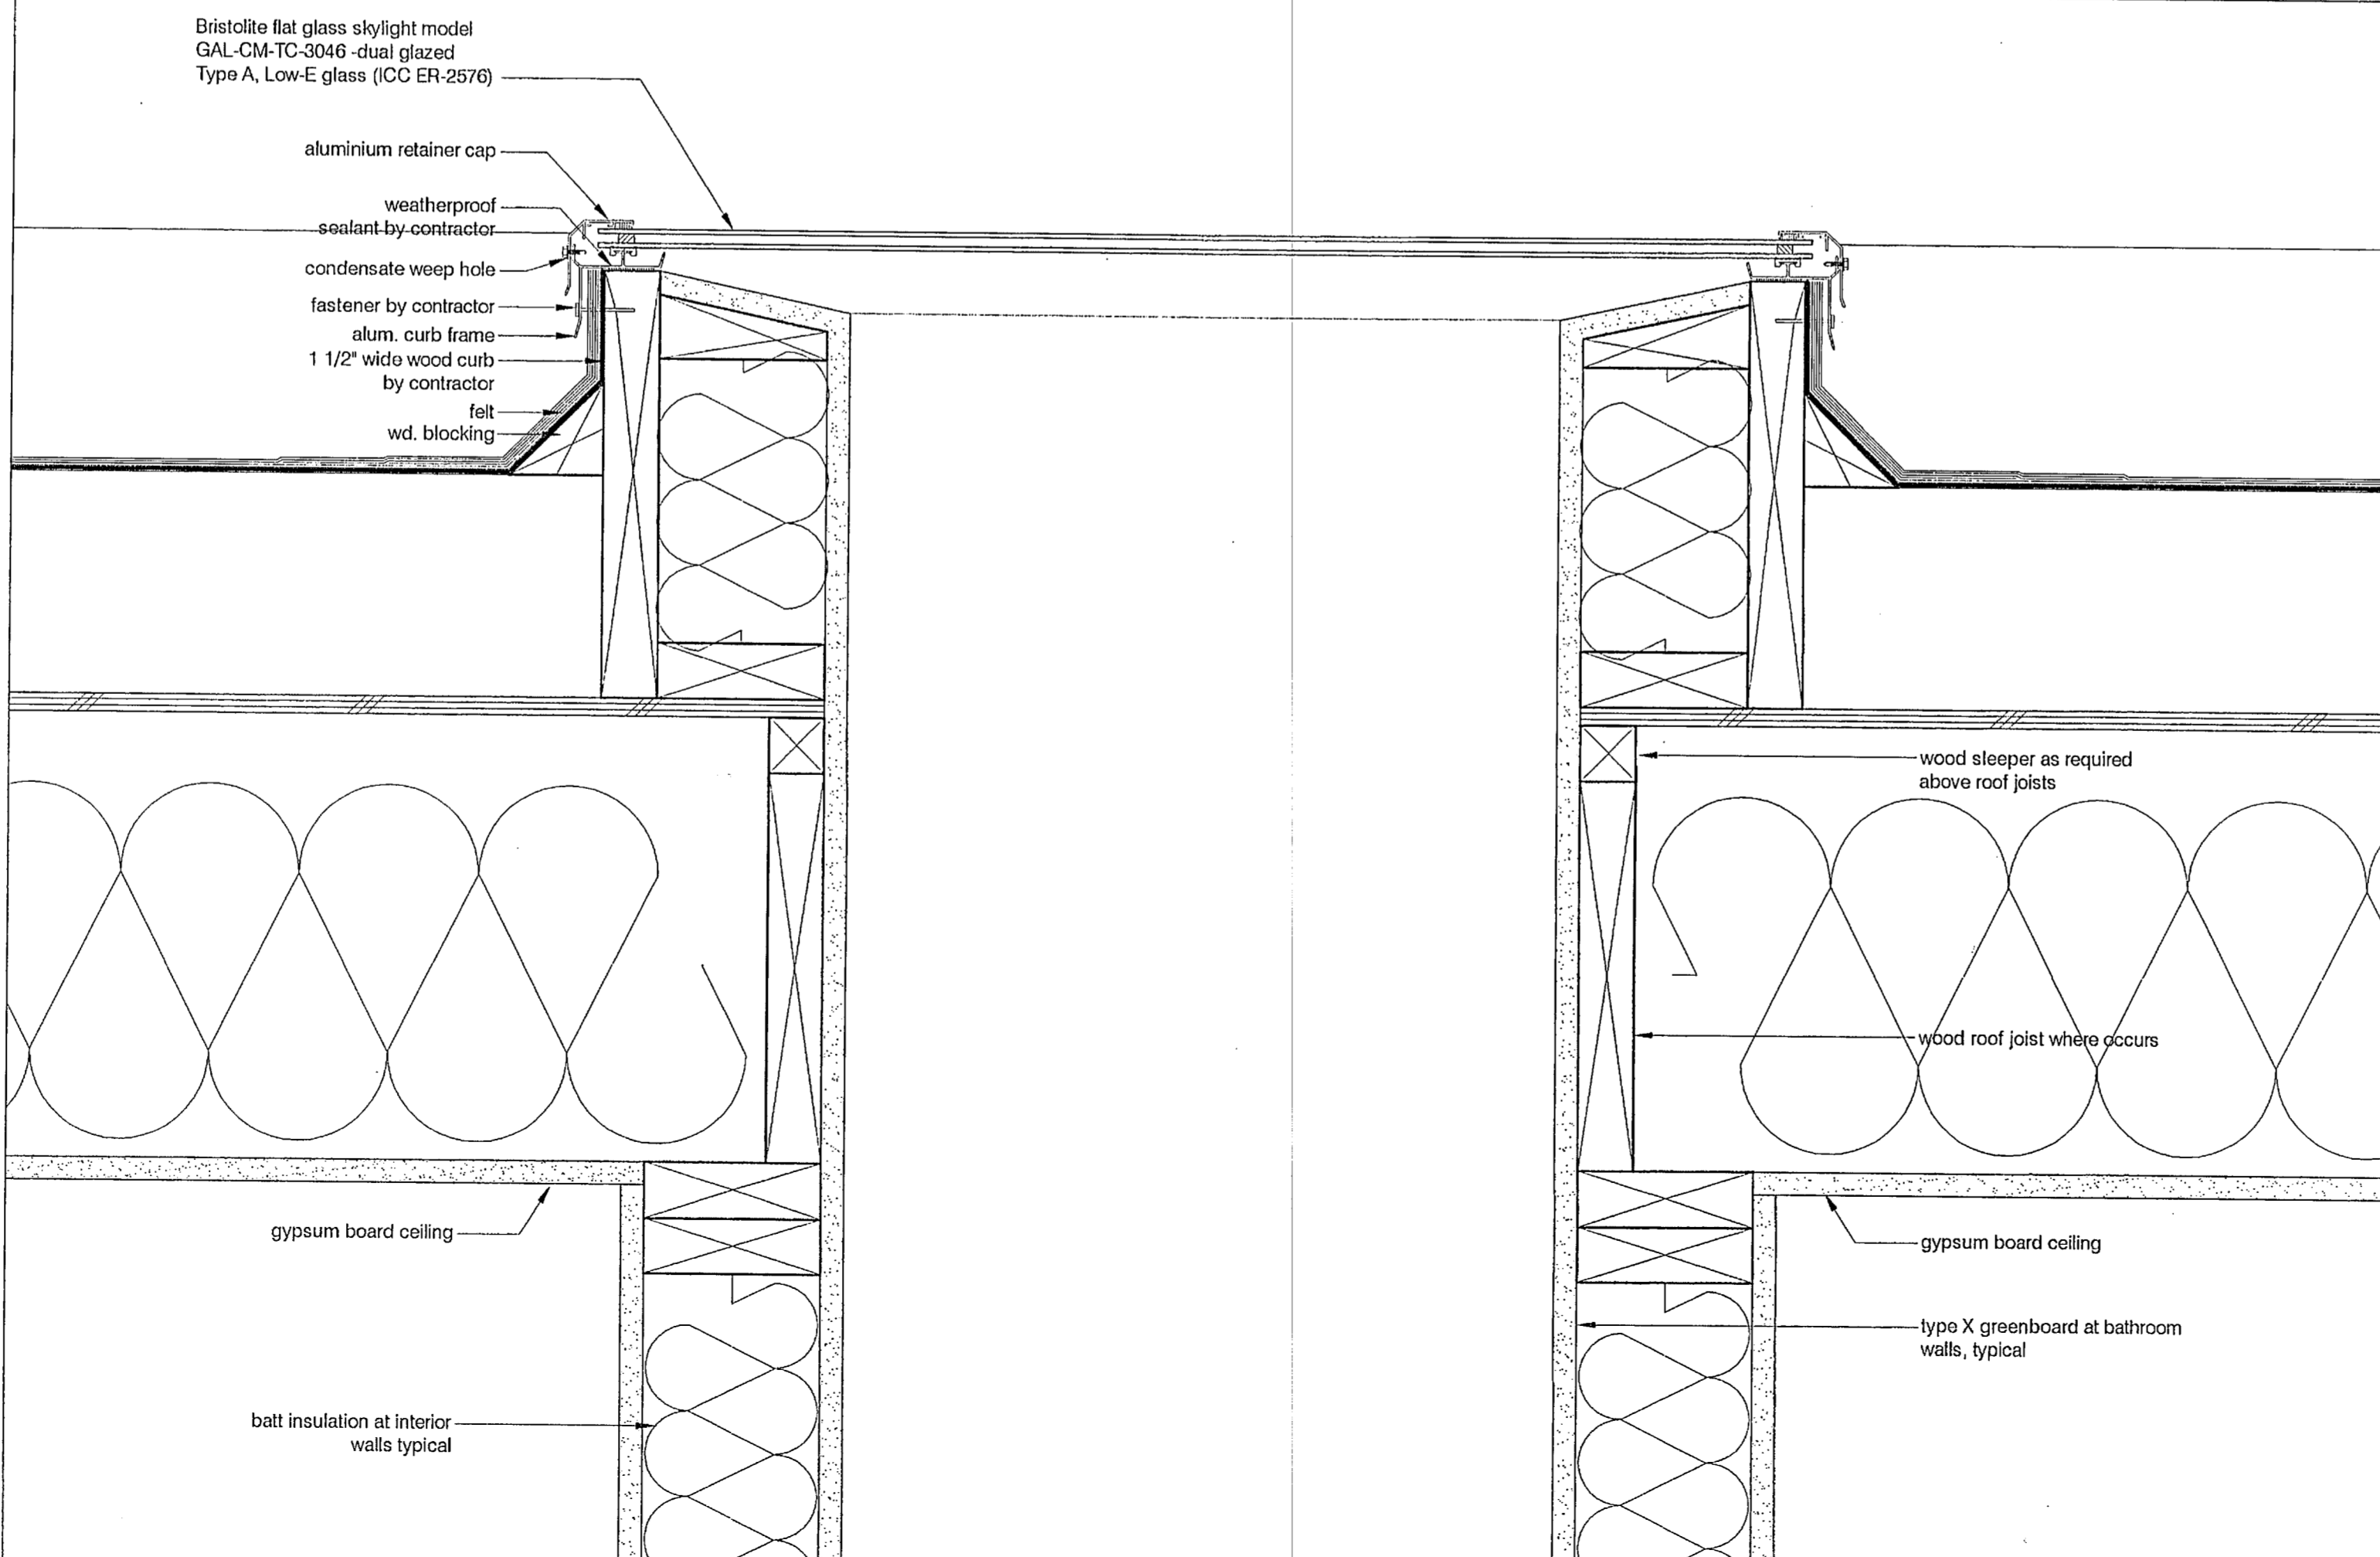 Bristolite flat glass skylight model
GAL-CM-TC-3046 -dual glazed
Type A, Low-E glass (ICC ER-2576)
aluminium retainer cap
weatherproof
sealant by contractor
condensate weep hole
fastener by contractor
alum. curb frame
1 1/2" wide wood curb
by contractor
felt
wd. blocking
wood sleeper as required
above roof joists
wood roof joist where occurs
gypsum board ceiling
gypsum board ceiling
type X greenboard at bathroom
walls, typical
batt insulation at interior
walls typical